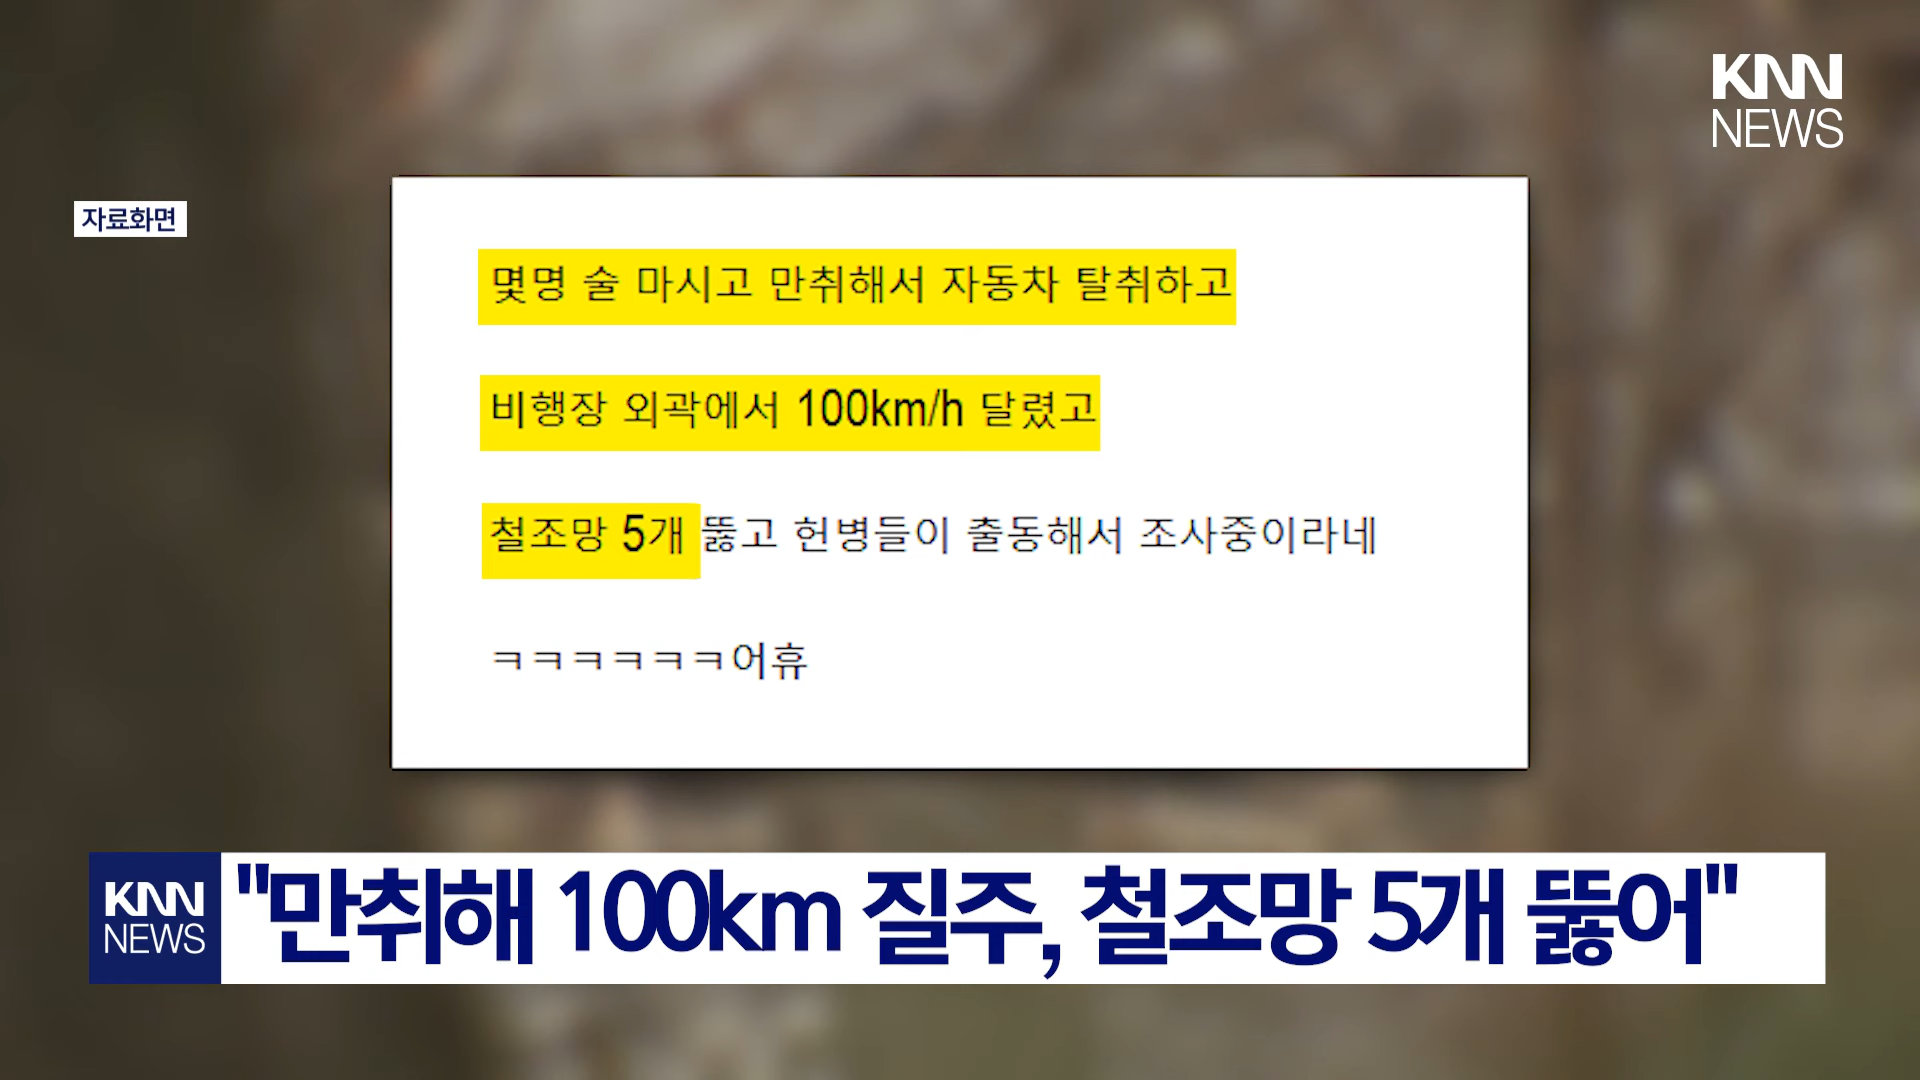 KNN
NEWS
자료화면
몇명 술 마시고 만취해서 자동차 탈취하고
비행장 외곽에서 100km/h 달렸고
철조망 5개 뚫고 헌병들이 출동해서 조사중이라네
ㅋㅋㅋㅋㅋㅋ어휴
KNN
NEWS
"만취해 100km 질주, 철조망 5개 뚫어"